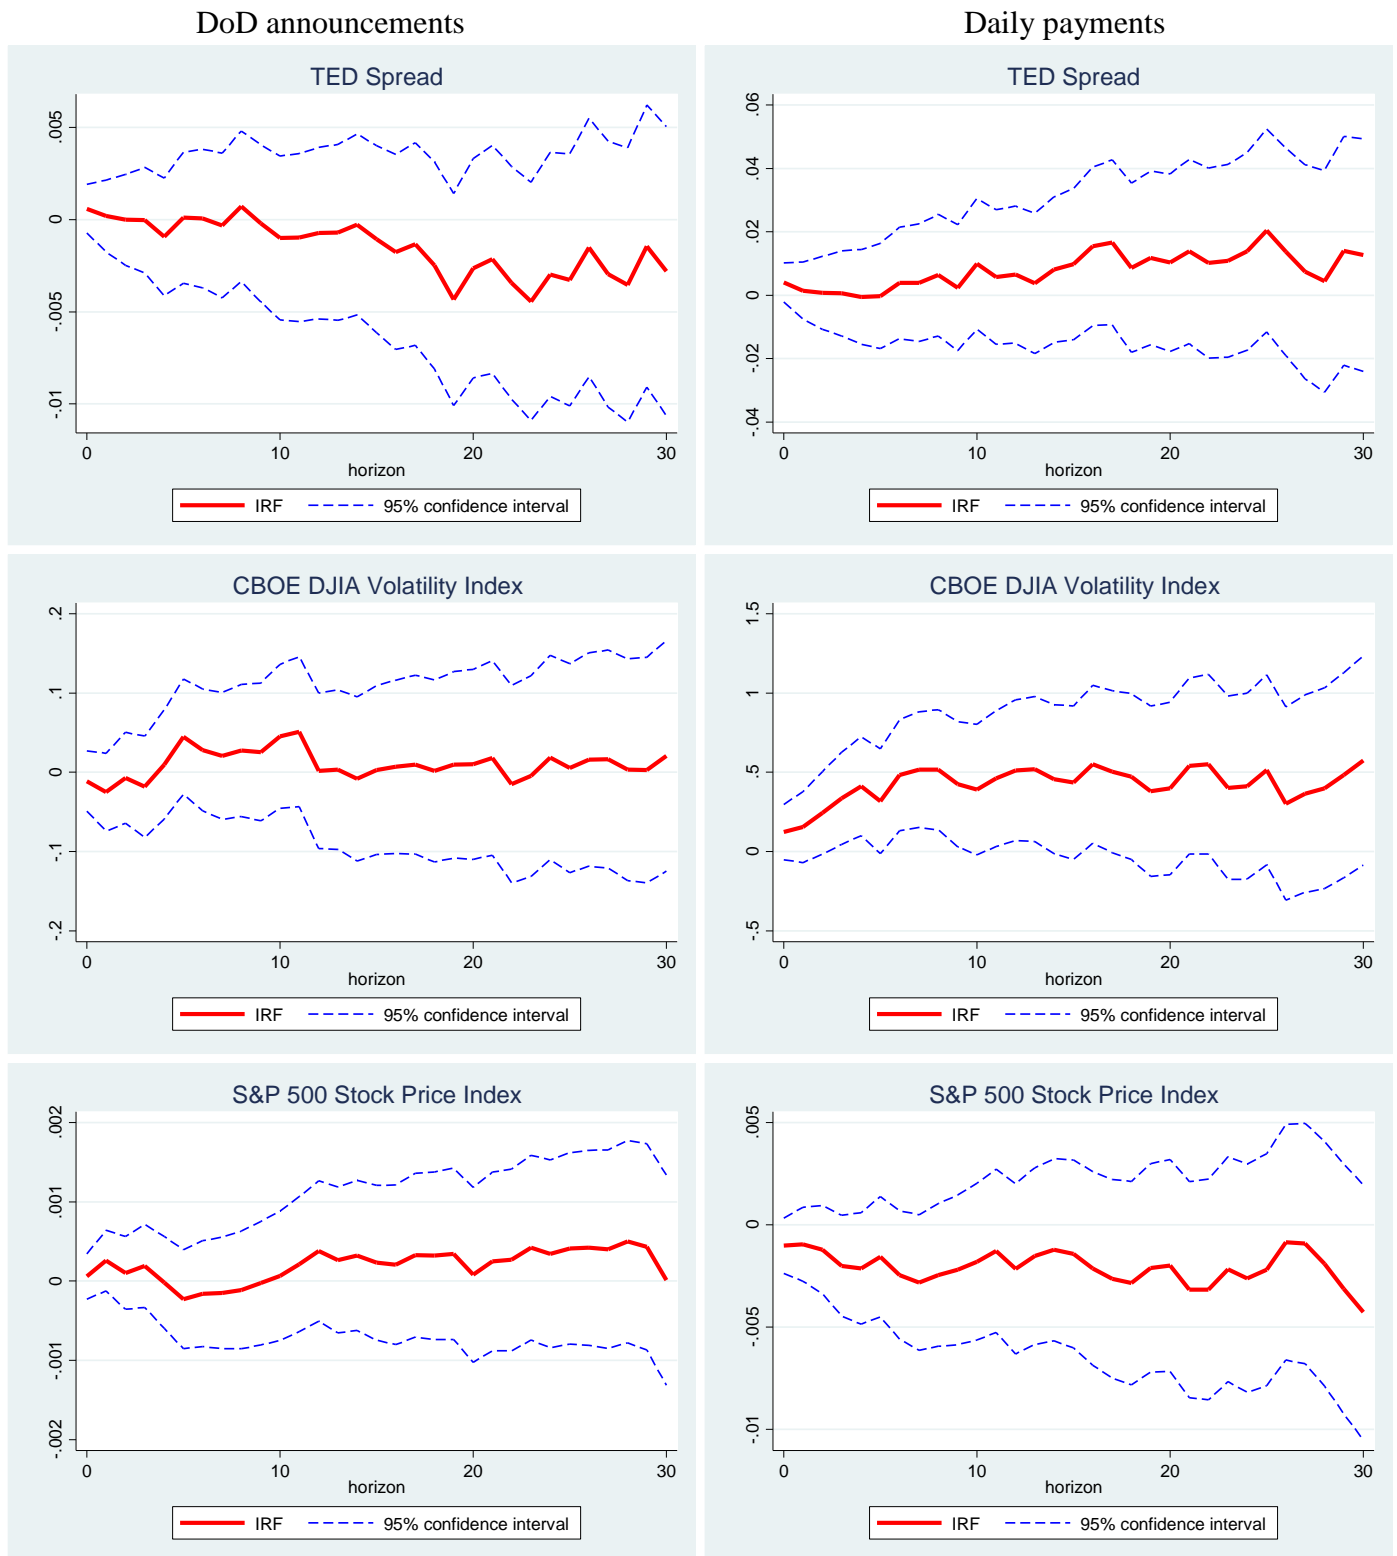 DoD announcements
Daily payments
TED Spread
.005
0
-.005
-.01
0 10 20 30
horizon
IRF 95% confidence interval
TED Spread
.06
.04
.02
0
-.02
-.04
0 10 20 30
horizon
IRF 95% confidence interval
CBOE DJIA Volatility Index
.2
.1
0
-.1
-.2
0 10 20 30
horizon
IRF 95% confidence interval
CBOE DJIA Volatility Index
1.5
1
.5
0
-.5
0 10 20 30
horizon
IRF 95% confidence interval
S&P 500 Stock Price Index
.002
.001
0
-.001
-.002
0 10 20 30
horizon
IRF 95% confidence interval
S&P 500 Stock Price Index
.005
0
-.005
-.01
0 10 20 30
horizon
IRF 95% confidence interval